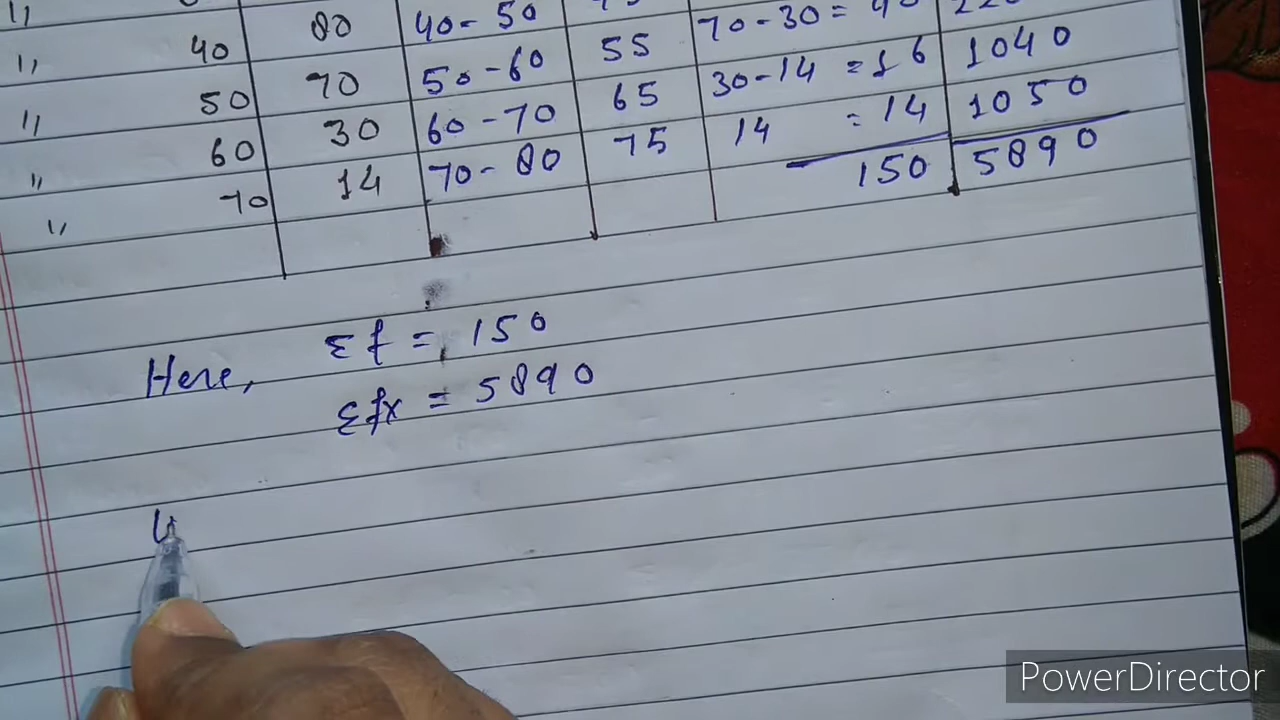 ,, 40 80 40-50
,, 50 70 50-60 55 70-30=40
,, 60 30 60-70 65 30-14 =16 1040
,, 70 14 70-80 75 14 =14 1050
150 5890
Here, Σf = 150
Σfx = 5890
PowerDirector